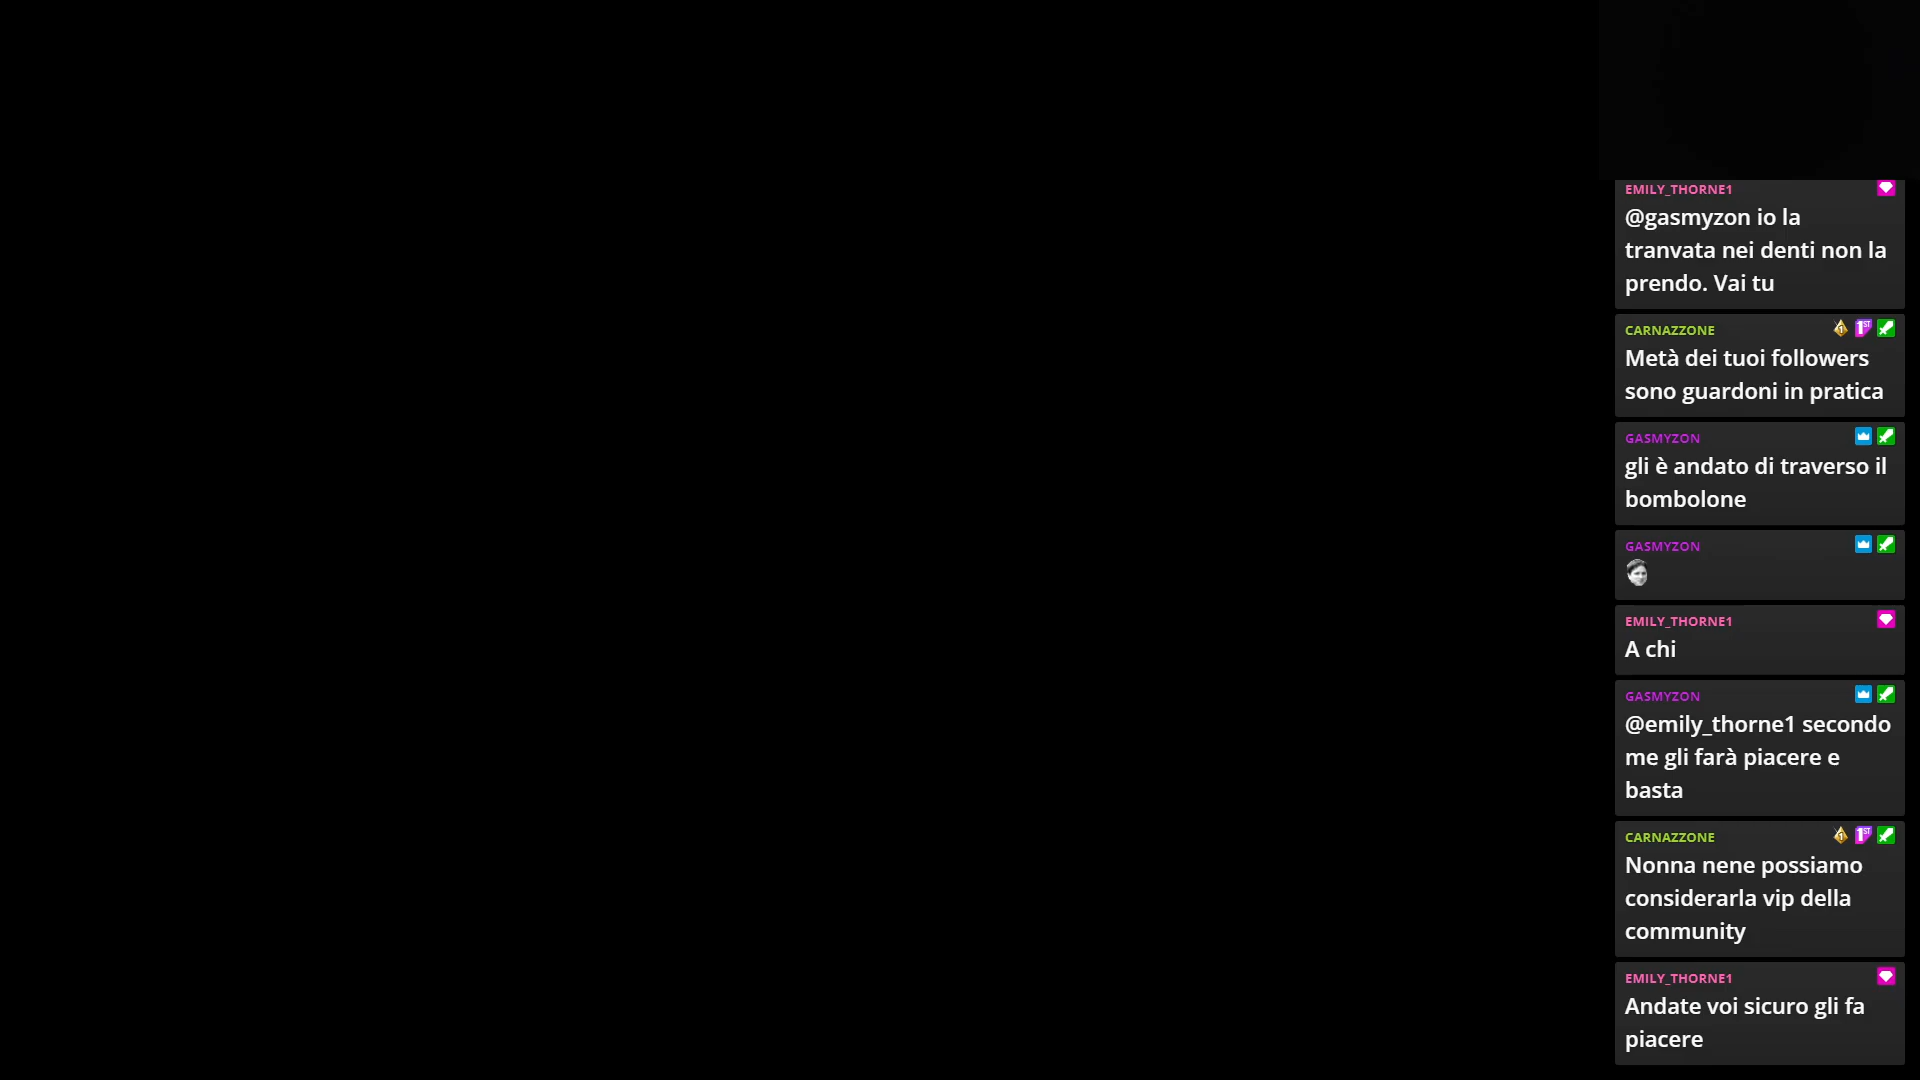 EMILY_THORNE1
@gasmyzon io la
tranvata nei denti non la
prendo. Vai tu
CARNAZZONE
Metà dei tuoi followers
sono guardoni in pratica
GASMYZON
gli è andato di traverso il
bombolone
GASMYZON
EMILY_THORNE1
A chi
GASMYZON
@emily_thorne1 secondo
me gli farà piacere e
basta
CARNAZZONE
Nonna nene possiamo
considerarla vip della
community
EMILY_THORNE1
Andate voi sicuro gli fa
piacere